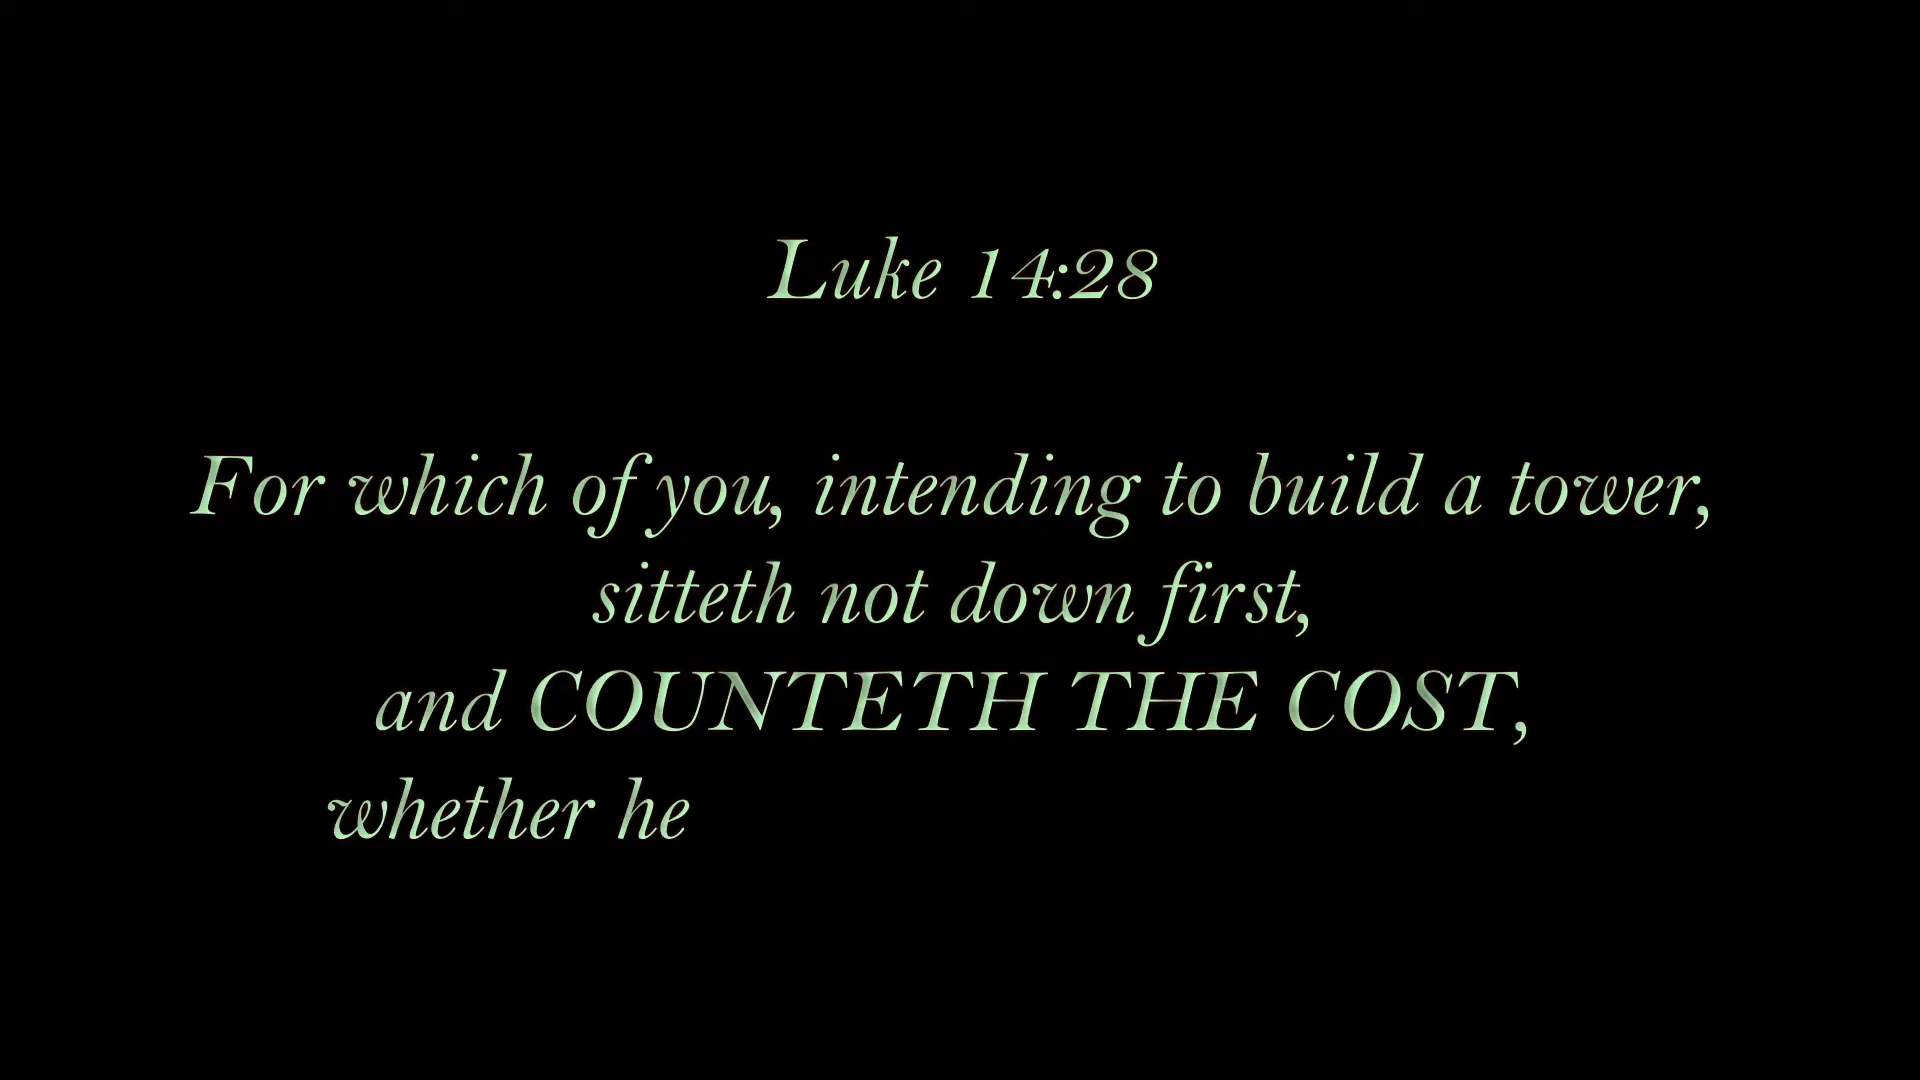 Luke 14:28
For which of you, intending to build a tower,
sitteth not down first,
and COUNTETH THE COST,
whether he